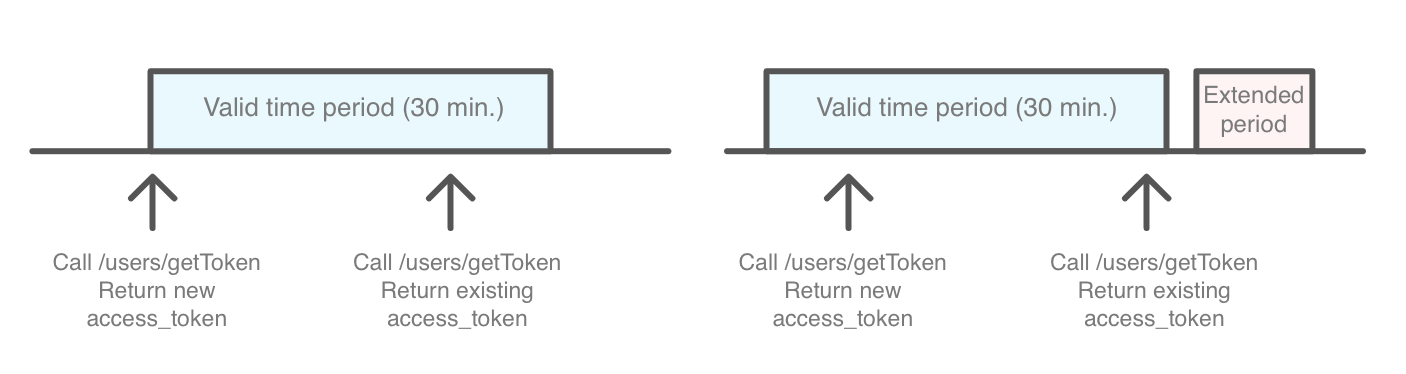 Valid time period (30 min.)
Call /users/getToken
Return new
access_token
Call /users/getToken
Return existing
access_token
Valid time period (30 min.)
Extended
period
Call /users/getToken
Return new
access_token
Call /users/getToken
Return existing
access_token